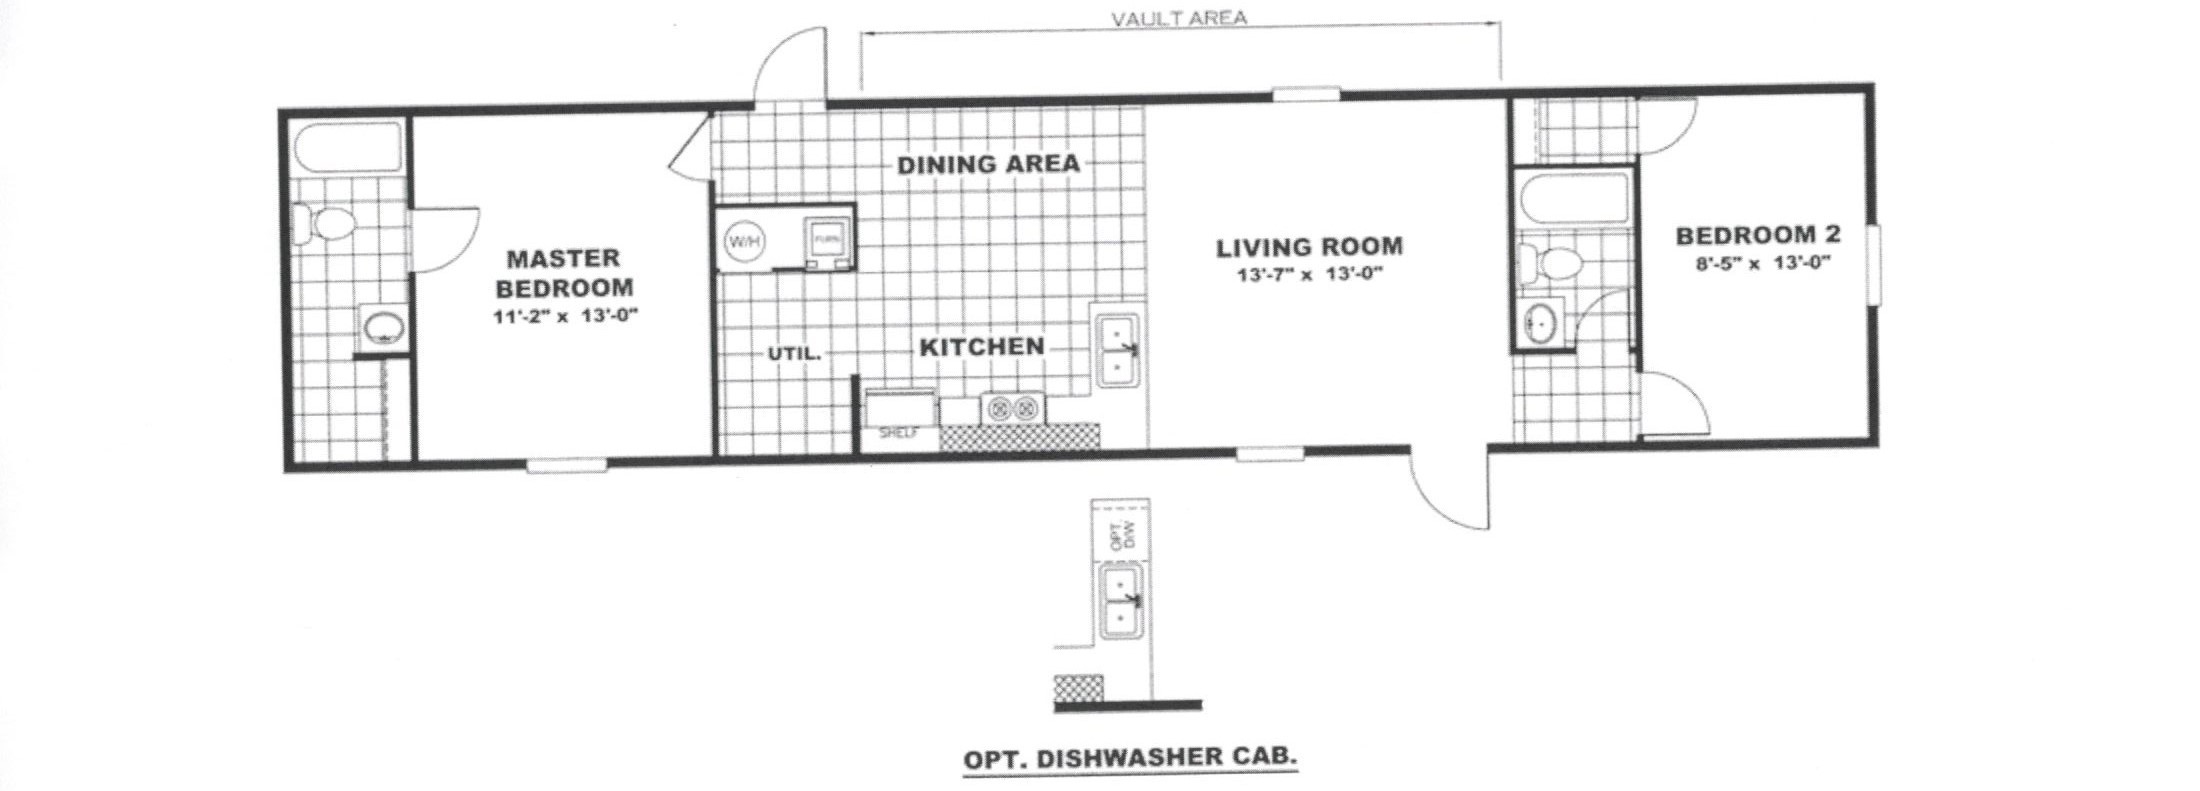 VAULT AREA
DINING AREA
W/H
FURN
MASTER
BEDROOM
11'-2" x 13'-0"
LIVING ROOM
13'-7" x 13'-0"
BEDROOM 2
8'-5" x 13'-0"
UTIL.
KITCHEN
SHELF
OPT.
D/W
OPT. DISHWASHER CAB.